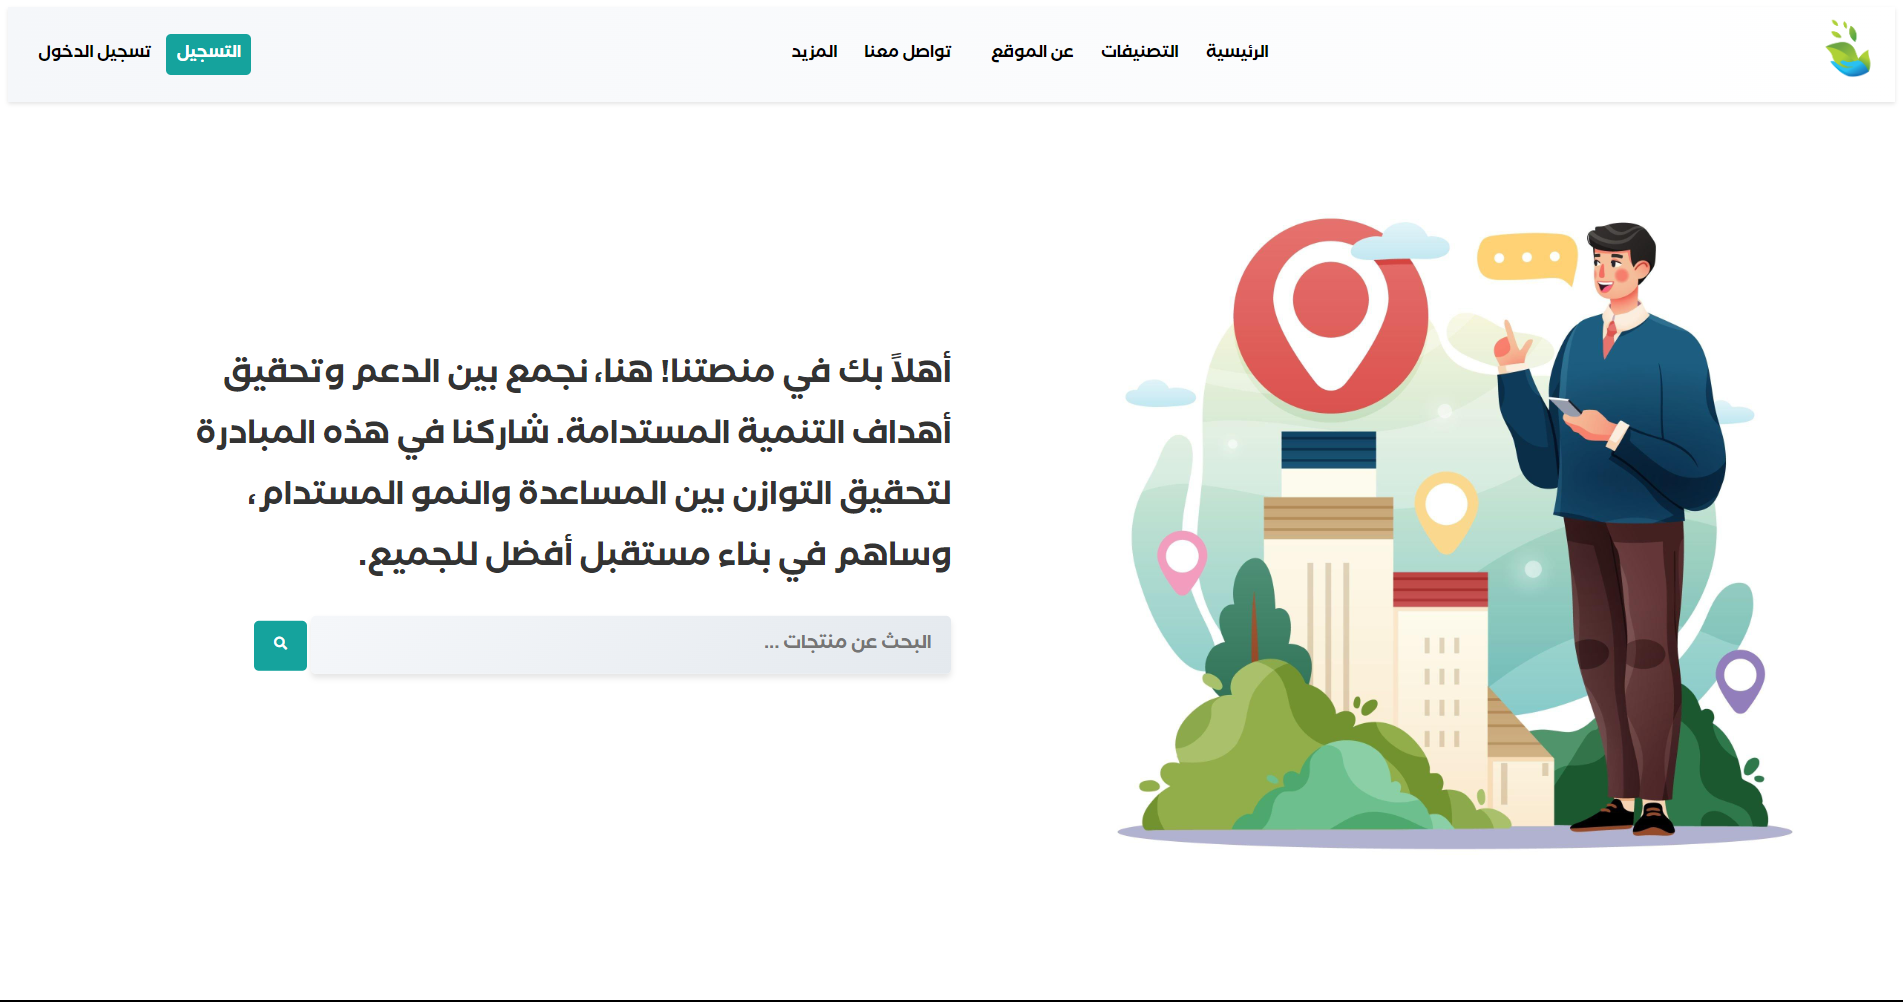 الرئيسية
التصنيفات
عن الموقع
تواصل معنا
المزيد
التسجيل
تسجيل الدخول
أهلاً بك في منصتنا! هنا، نجمع بين الدعم وتحقيق
أهداف التنمية المستدامة. شاركنا في هذه المبادرة
لتحقيق التوازن بين المساعدة والنمو المستدام،
وساهم في بناء مستقبل أفضل للجميع.
البحث عن منتجات ...